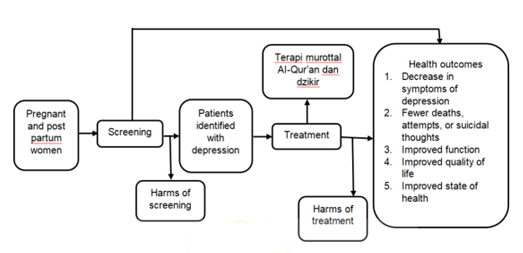 Pregnant
and post
partum
women
Screening
Harms of
screening
Patients
identified
with
depression
Treatment
Terapi murottal
Al-Qur'an dan
dzikir
Harms of
treatment
Health outcomes
1. Decrease in
symptoms of
depression
2. Fewer deaths,
attempts, or suicidal
thoughts
3. Improved function
4. Improved quality of
life
5. Improved state of
health